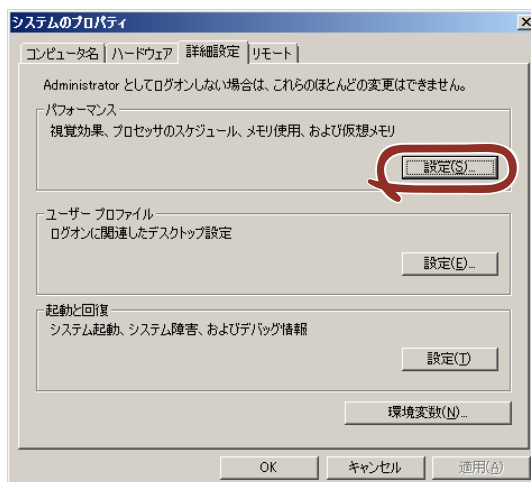 システムのプロパティ
コンピュータ名 ハードウェア 詳細設定 リモート
Administrator としてログオンしない場合は、これらのほとんどの変更はできません。
パフォーマンス
視覚効果、プロセッサのスケジュール、メモリ使用、および仮想メモリ
設定(S)...
ユーザー プロファイル
ログオンに関連したデスクトップ設定
設定(E)...
起動と回復
システム起動、システム障害、およびデバッグ情報
設定(T)
環境変数(N)...
OK キャンセル 適用(A)